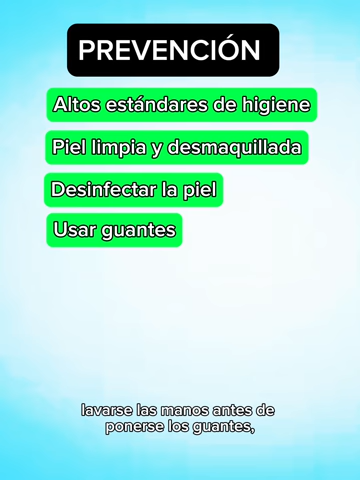 PREVENCIÓN
Altos estándares de higiene
Piel limpia y desmaquillada
Desinfectar la piel
Usar guantes
lavarse las manos antes de
ponerse los guantes,